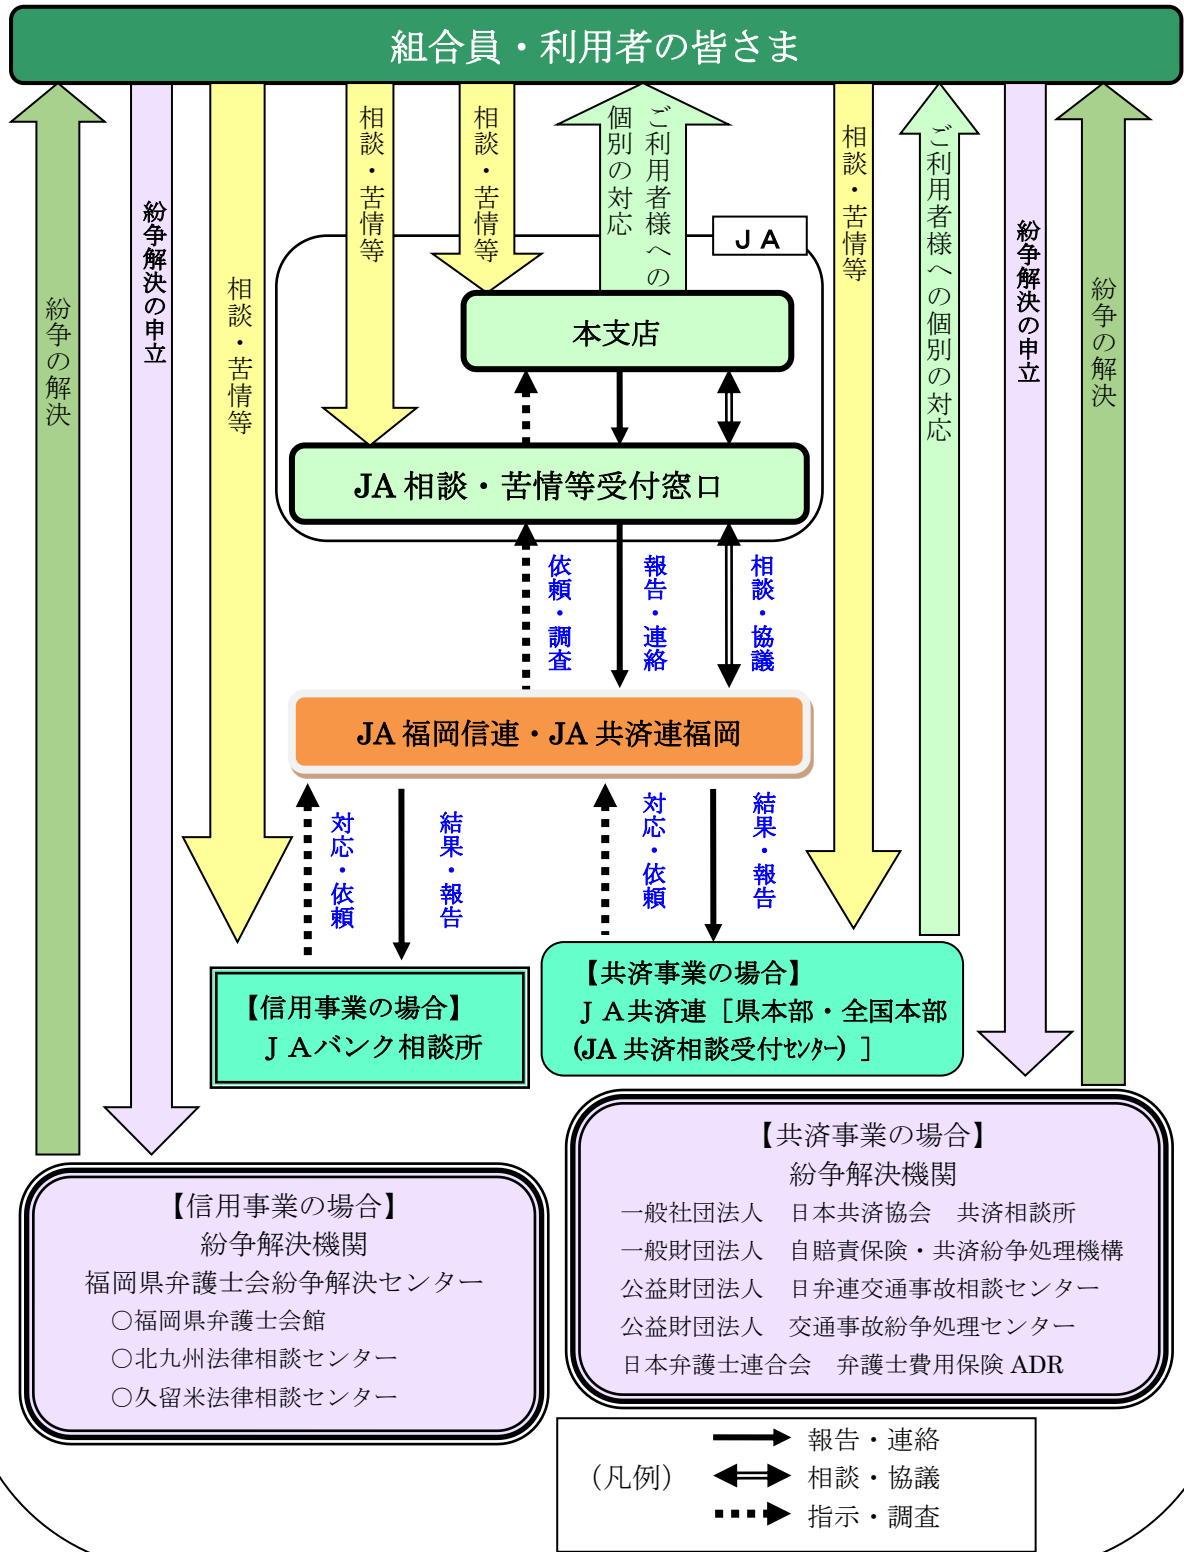 組合員・利用者の皆さま
紛争の解決
紛争解決の申立
相談・苦情等
相談・苦情等
相談・苦情等
ご利用者様への
個別の対応
相談・苦情等
ご利用者様への個別の対応
紛争解決の申立
紛争の解決
ＪＡ
本支店
JA 相談・苦情等受付窓口
依頼・調査
報告・連絡
相談・協議
JA 福岡信連・JA 共済連福岡
対応・依頼
結果・報告
対応・依頼
結果・報告
【信用事業の場合】
ＪＡバンク相談所
【共済事業の場合】
ＪＡ共済連［県本部・全国本部
(JA 共済相談受付ｾﾝﾀｰ) ］
【信用事業の場合】
紛争解決機関
福岡県弁護士会紛争解決センター
○福岡県弁護士会館
○北九州法律相談センター
○久留米法律相談センター
【共済事業の場合】
紛争解決機関
一般社団法人　日本共済協会　共済相談所
一般財団法人　自賠責保険・共済紛争処理機構
公益財団法人　日弁連交通事故相談センター
公益財団法人　交通事故紛争処理センター
日本弁護士連合会　弁護士費用保険 ADR
（凡例）
報告・連絡
相談・協議
指示・調査